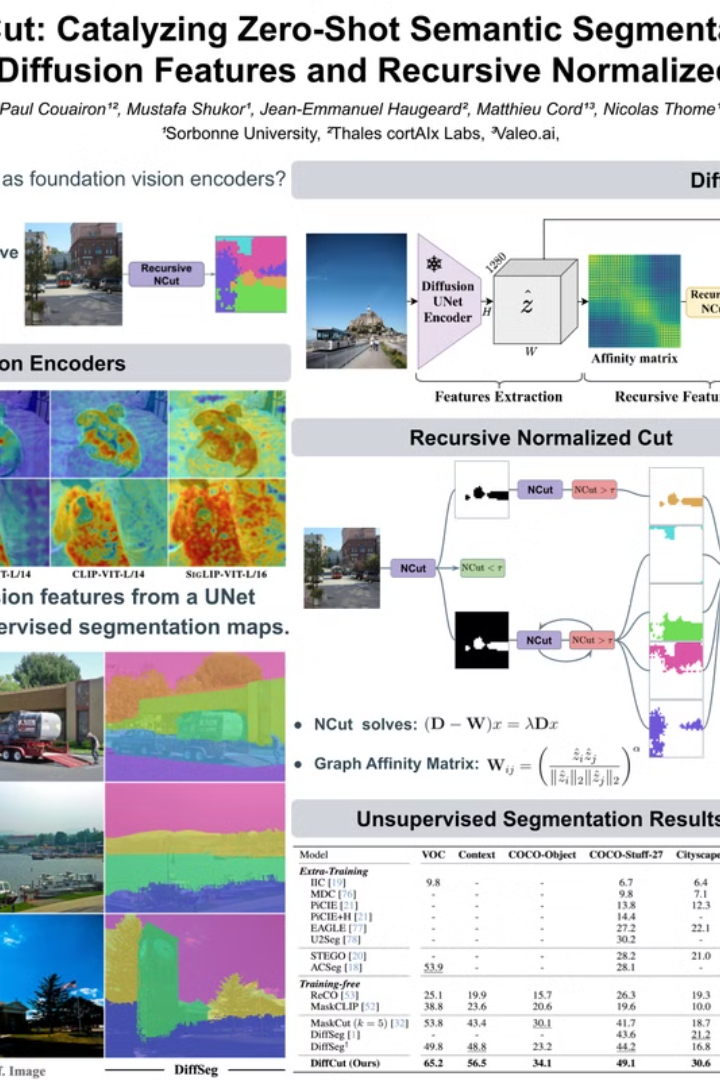 Cut: Catalyzing Zero-Shot Semantic Segmenta
Diffusion Features and Recursive Normalized
Paul Couairon¹², Mustafa Shukor¹, Jean-Emmanuel Haugeard², Matthieu Cord¹³, Nicolas Thome¹
¹Sorbonne University, ²Thales cortAIx Labs, ³Valeo.ai,
as foundation vision encoders?
ve
Recursive
NCut
on Encoders
T-L/14 CLIP-VIT-L/14 SIGLIP-VIT-L/16
sion features from a UNet
ervised segmentation maps.
f. Image DiffSeg
Diff
Diffusion
UNet
Encoder
1280
H
ẑ
W
Affinity matrix
Recur
NCu
Features Extraction Recursive Featu
Recursive Normalized Cut
NCut NCut > τ
NCut NCut < τ
NCut NCut > τ
• NCut solves: (D − W)x = λDx
• Graph Affinity Matrix: W_ij = (ẑ_i ẑ_j / ‖ẑ_i‖₂‖ẑ_j‖₂)^α
Unsupervised Segmentation Results
Model VOC Context COCO-Object COCO-Stuff-27 Cityscape
Extra-Training
IIC [19] 9.8 - - 6.7 6.4
MDC [76] - - - 9.8 7.1
PiCIE [21] - - - 13.8 12.3
PiCIE+H [21] - - - 14.4 -
EAGLE [77] - - - 27.2 22.1
U2Seg [78] - - - 30.2 -
STEGO [20] - - - 28.2 21.0
ACSeg [18] 53.9 - - 28.1 -
Training-free
ReCO [53] 25.1 19.9 15.7 26.3 19.3
MaskCLIP [52] 38.8 23.6 20.6 19.6 10.0
MaskCut (k = 5) [32] 53.8 43.4 30.1 41.7 18.7
DiffSeg [1] - - - 43.6 21.2
DiffSeg† 49.8 48.8 23.2 44.2 16.8
DiffCut (Ours) 65.2 56.5 34.1 49.1 30.6